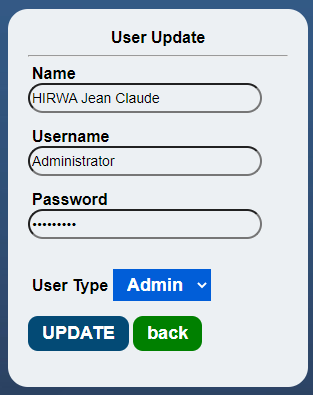 User Update
Name
HIRWA Jean Claude
Username
Administrator
Password
•••••••••
User Type Admin
UPDATE back